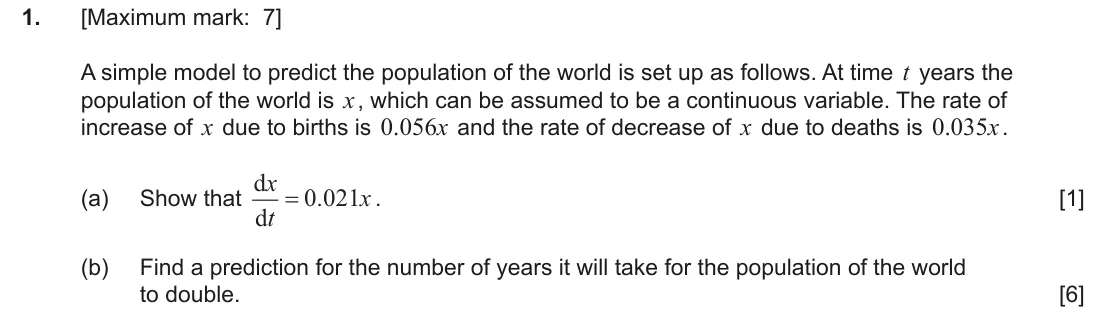 1. [Maximum mark: 7]
A simple model to predict the population of the world is set up as follows. At time t years the
population of the world is x, which can be assumed to be a continuous variable. The rate of
increase of x due to births is 0.056x and the rate of decrease of x due to deaths is 0.035x.
(a) Show that dx/dt = 0.021x. [1]
(b) Find a prediction for the number of years it will take for the population of the world
to double. [6]